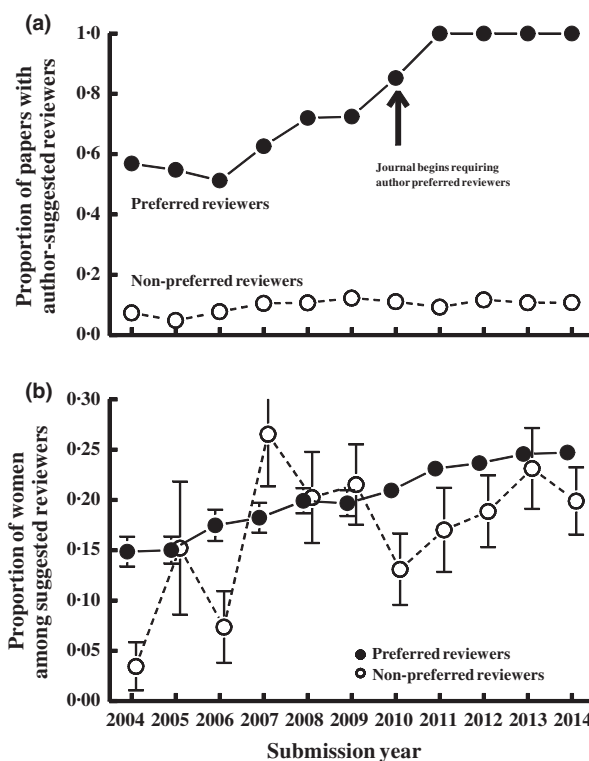 (a)
1·0
0·8
0·6
0·4
0·2
0·0
Proportion of papers with
author-suggested reviewers
Journal begins requiring
author preferred reviewers
Preferred reviewers
Non-preferred reviewers
(b)
0·30
0·25
0·20
0·15
0·10
0·05
0·00
Proportion of women
among suggested reviewers
Preferred reviewers
Non-preferred reviewers
2004 2005 2006 2007 2008 2009 2010 2011 2012 2013 2014
Submission year